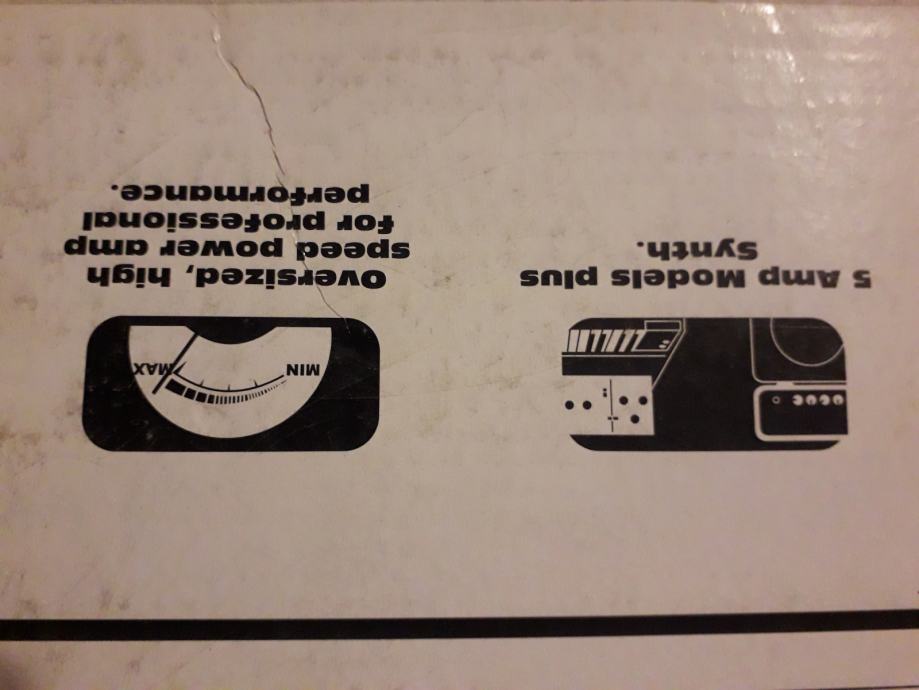 5 Amp Models plus
Synth.
MIN
MAX
Oversized, high
speed power amp
for professional
performance.